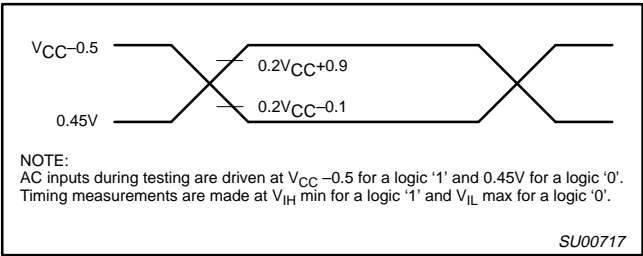 VCC–0.5
0.2VCC+0.9
0.2VCC–0.1
0.45V
NOTE:
AC inputs during testing are driven at VCC –0.5 for a logic ‘1’ and 0.45V for a logic ‘0’.
Timing measurements are made at VIH min for a logic ‘1’ and VIL max for a logic ‘0’.
SU00717